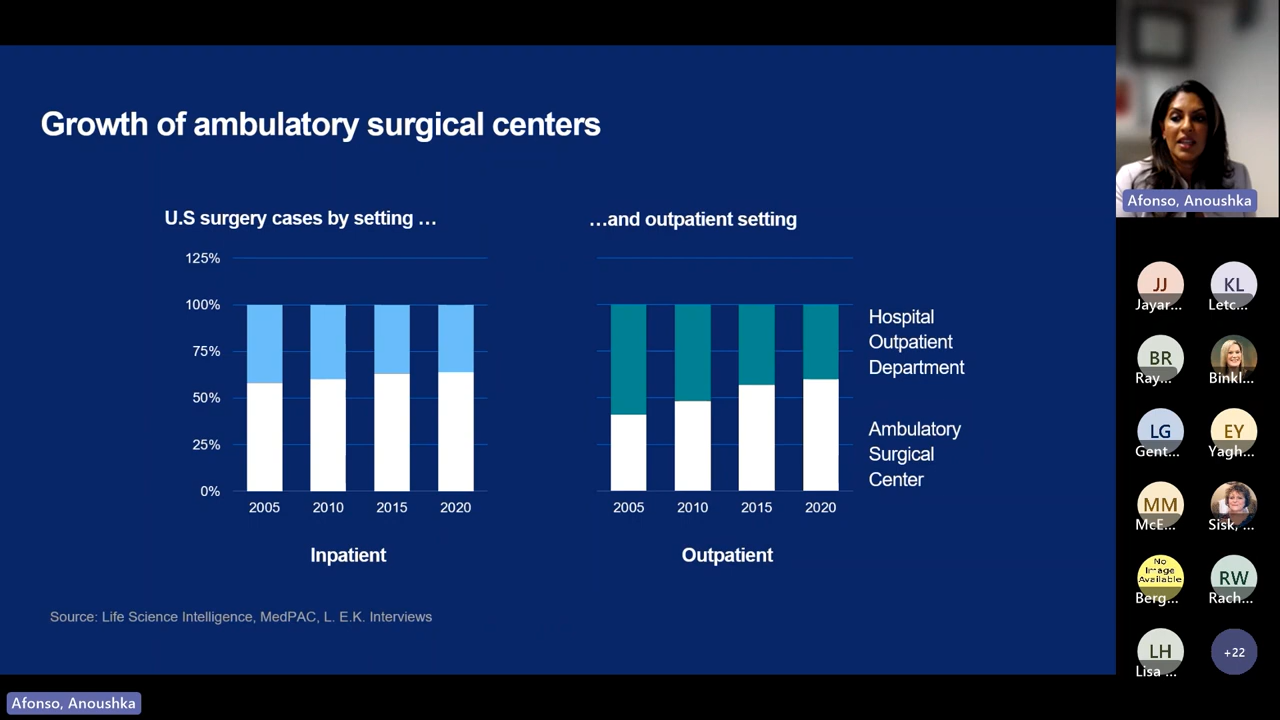 Growth of ambulatory surgical centers
U.S surgery cases by setting …
…and outpatient setting
125%
100%
75%
50%
25%
0%
2005 2010 2015 2020
2005 2010 2015 2020
Hospital
Outpatient
Department
Ambulatory
Surgical
Center
Inpatient
Outpatient
Source: Life Science Intelligence, MedPAC, L. E.K. Interviews
Afonso, Anoushka
Afonso, Anoushka
JJ
Jayar...
KL
Letc...
BR
Ray...
Binkl...
LG
Gent...
EY
Yagh...
MM
McE...
Sisk, ...
No
Image
Available
Berg...
RW
Rach...
LH
Lisa ...
+22